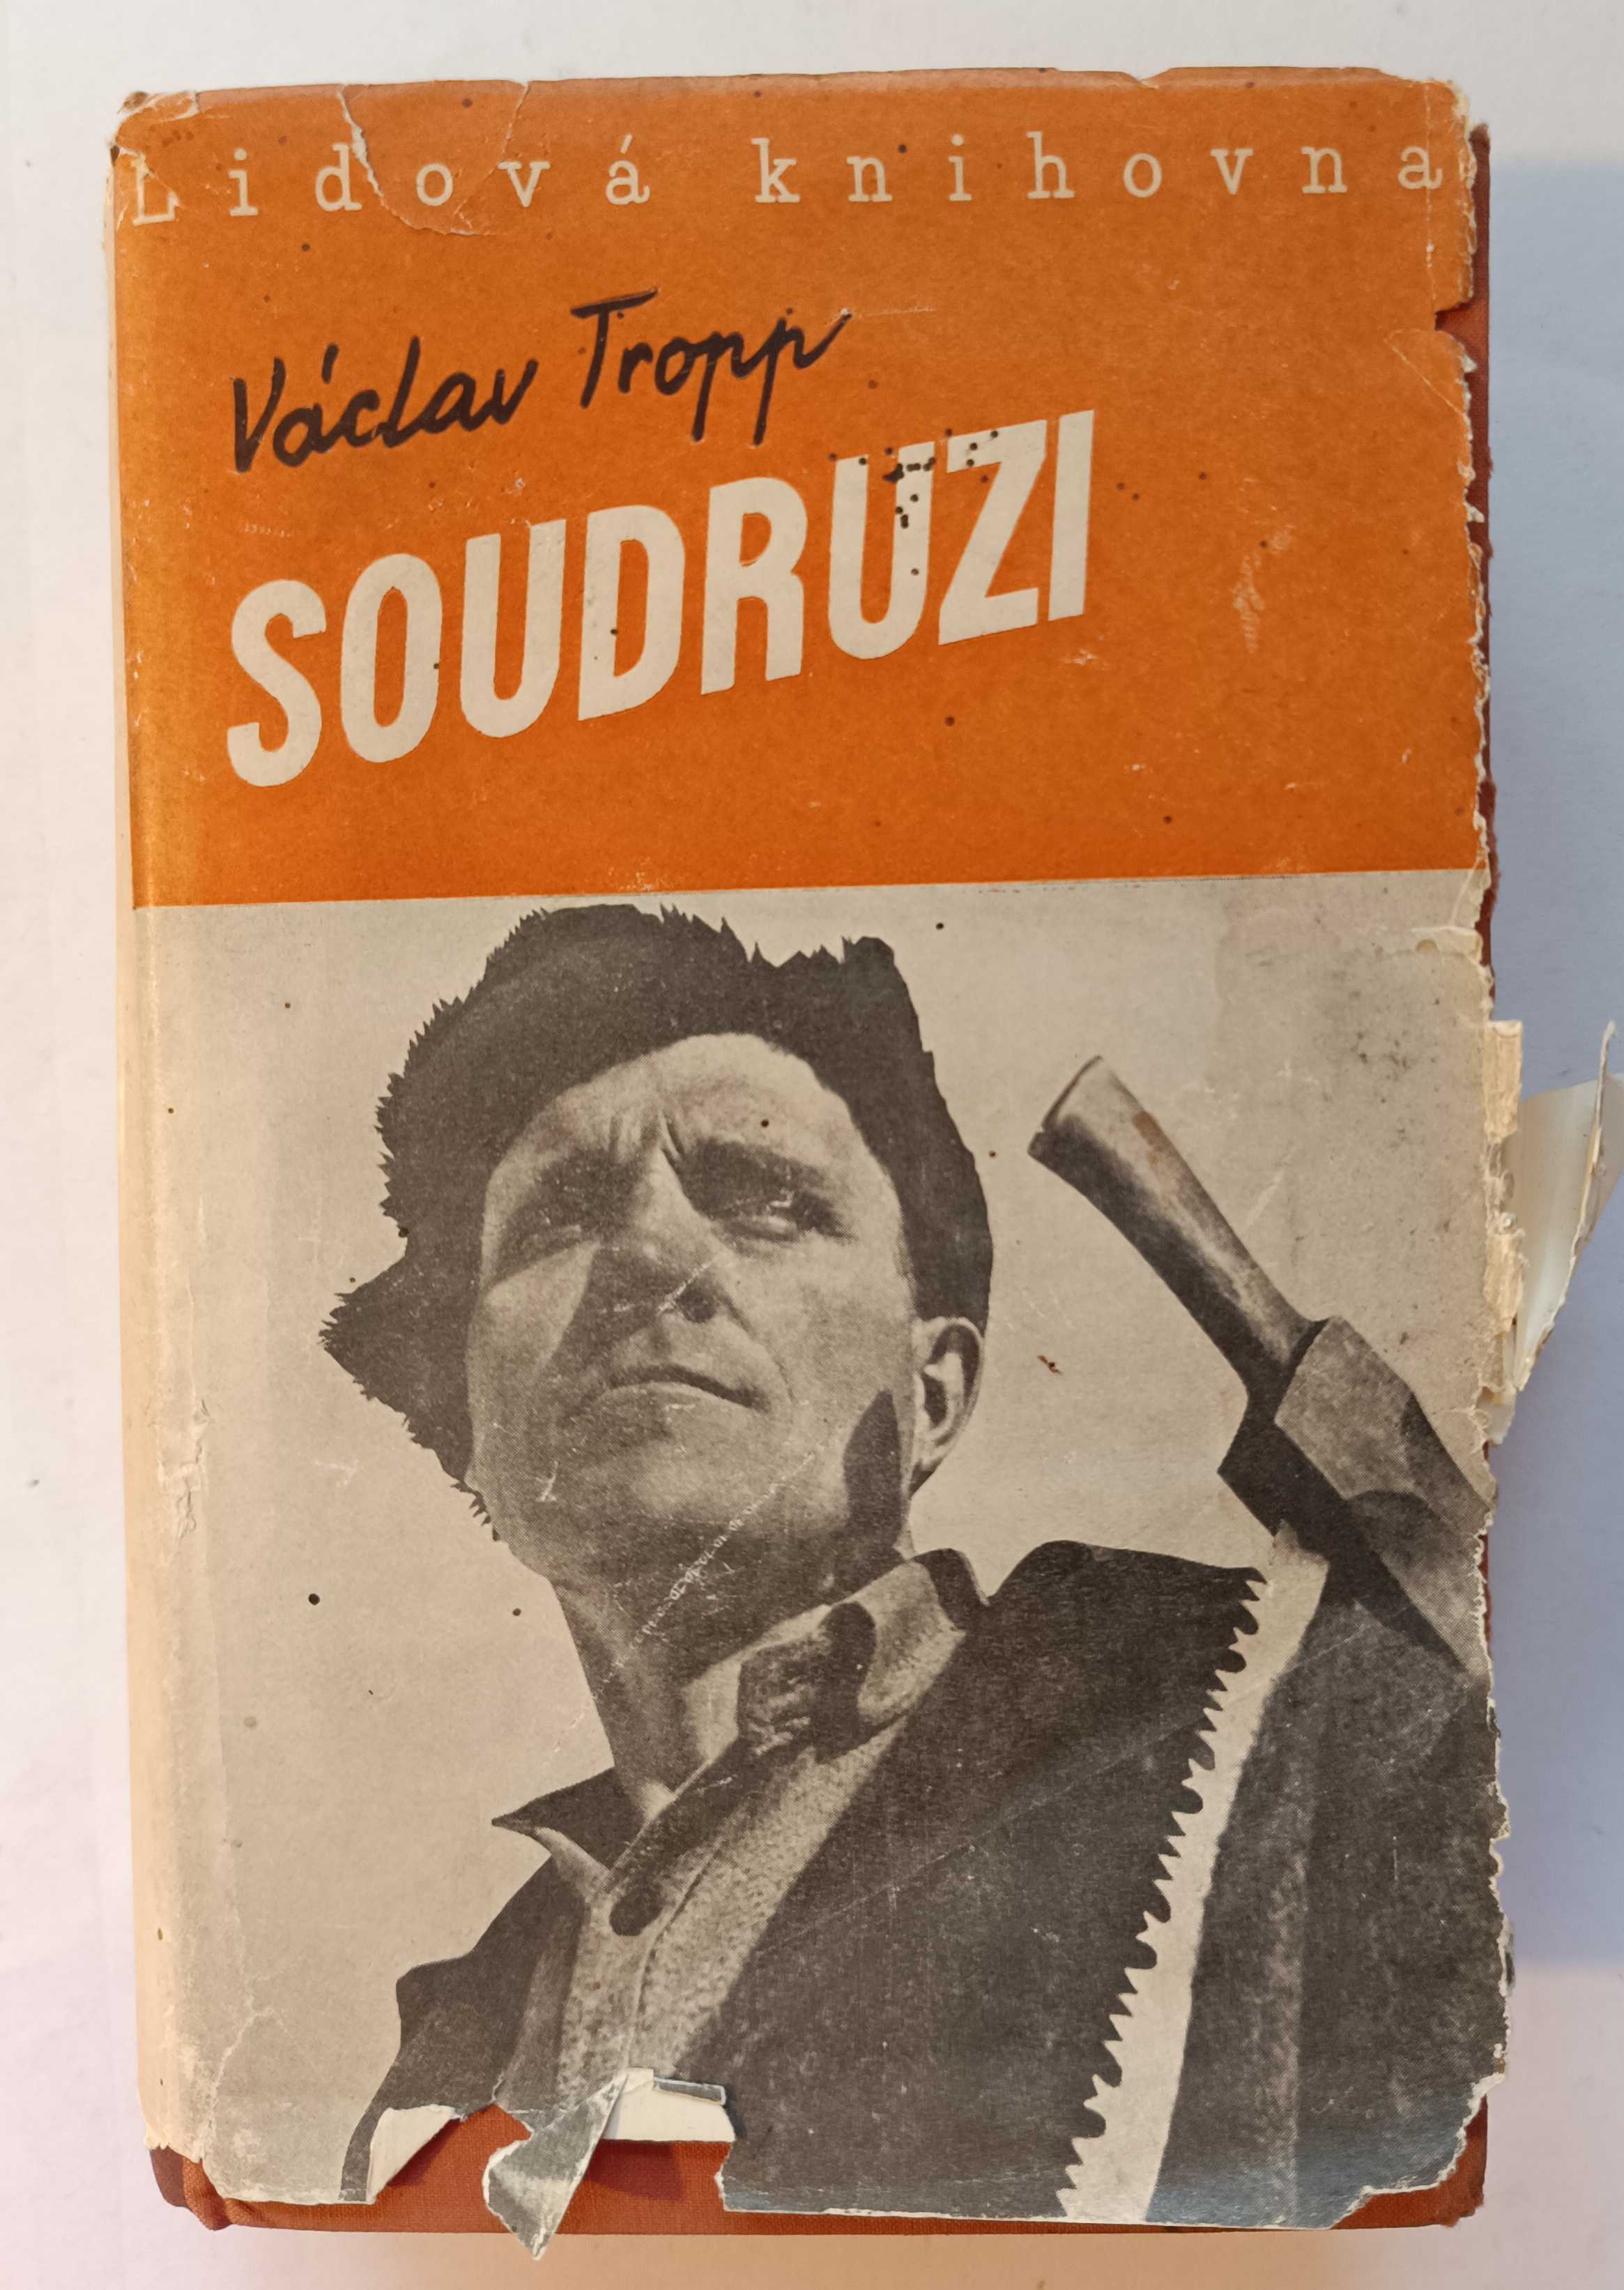 Lidová knihovna
Václav Tropp
SOUDRUZI